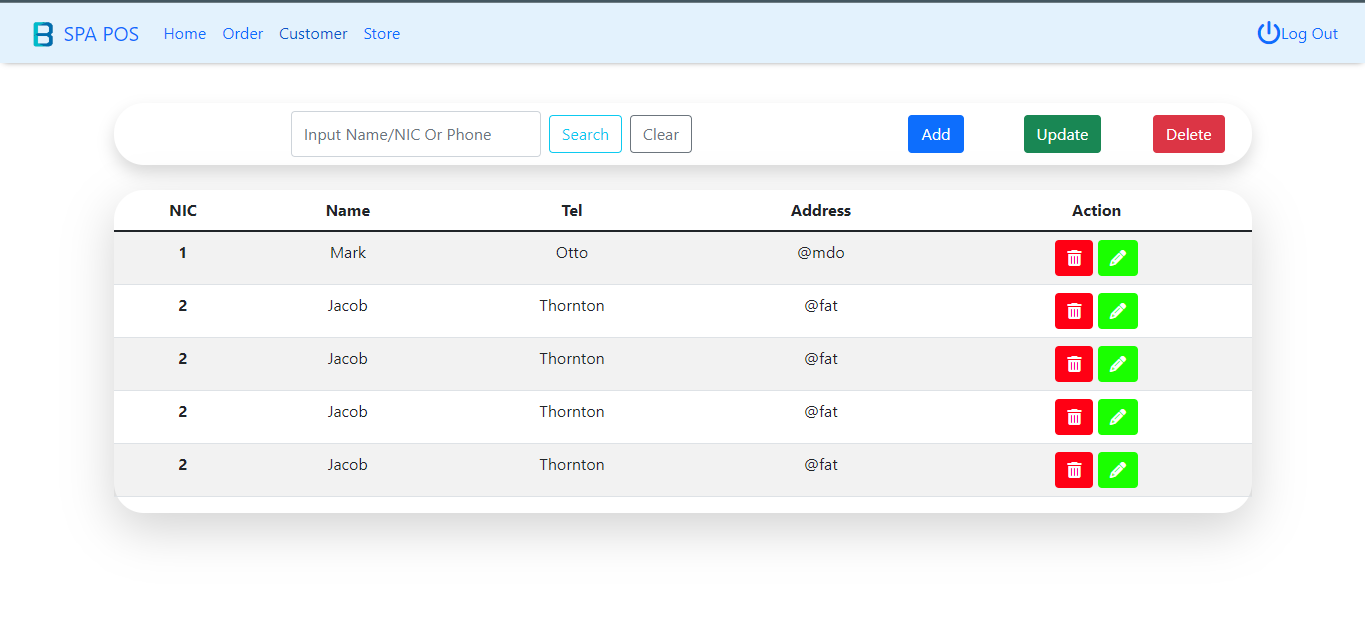 B SPA POS Home Order Customer Store Log Out
Input Name/NIC Or Phone Search Clear Add Update Delete
NIC Name Tel Address Action
1 Mark Otto @mdo
2 Jacob Thornton @fat
2 Jacob Thornton @fat
2 Jacob Thornton @fat
2 Jacob Thornton @fat